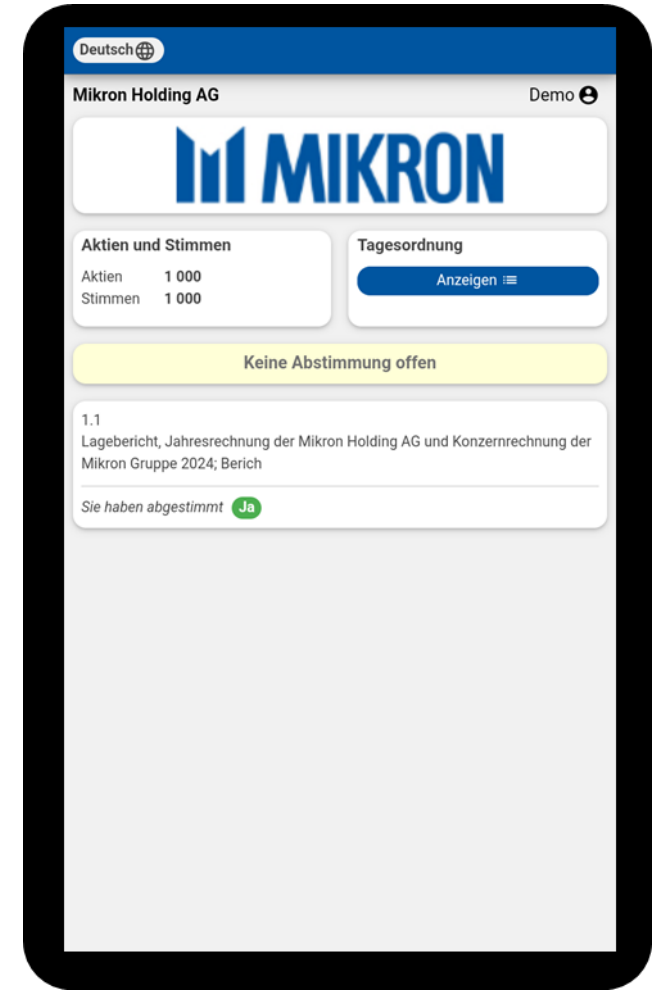 Deutsch
Mikron Holding AG
Demo
MIKRON
Aktien und Stimmen
Aktien 1 000
Stimmen 1 000
Tagesordnung
Anzeigen
Keine Abstimmung offen
1.1
Lagebericht, Jahresrechnung der Mikron Holding AG und Konzernrechnung der
Mikron Gruppe 2024; Berich
Sie haben abgestimmt Ja